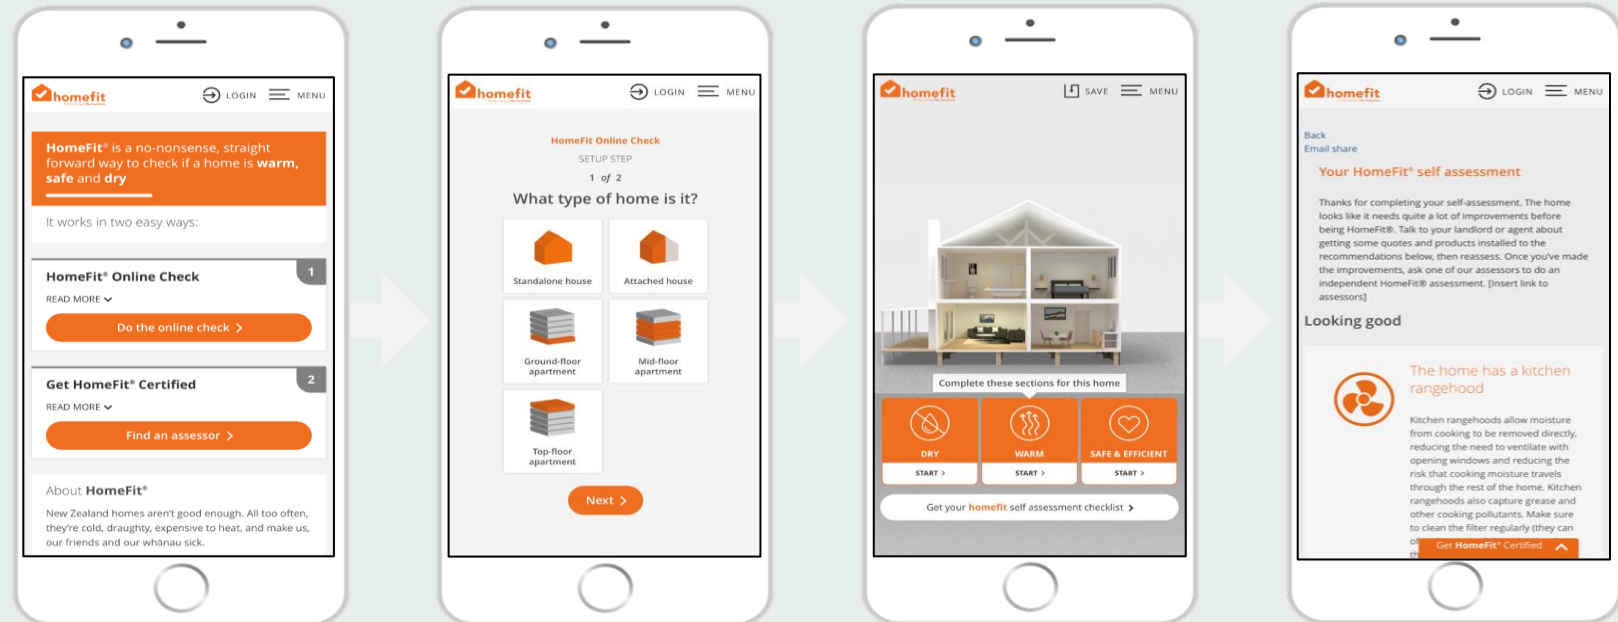 homefit
LOGIN
MENU
HomeFit® is a no-nonsense, straight
forward way to check if a home is warm,
safe and dry
It works in two easy ways:
HomeFit® Online Check
1
READ MORE
Do the online check >
Get HomeFit® Certified
2
READ MORE
Find an assessor >
About HomeFit®
New Zealand homes aren't good enough. All too often,
they're cold, draughty, expensive to heat, and make us,
our friends and our whānau sick.
homefit
LOGIN
MENU
HomeFit Online Check
SETUP STEP
1 of 2
What type of home is it?
Standalone house
Attached house
Ground-floor
apartment
Mid-floor
apartment
Top-floor
apartment
Next >
homefit
SAVE
MENU
Complete these sections for this home
DRY
WARM
SAFE & EFFICIENT
START >
START >
START >
Get your homefit self assessment checklist >
homefit
LOGIN
MENU
Back
Email share
Your HomeFit® self assessment
Thanks for completing your self-assessment. The home
looks like it needs quite a lot of improvements before
being HomeFit®. Talk to your landlord or agent about
getting some quotes and products installed to the
recommendations below, then reassess. Once you've made
the improvements, ask one of our assessors to do an
independent HomeFit® assessment. [Insert link to
assessors]
Looking good
The home has a kitchen
rangehood
Kitchen rangehoods allow moisture
from cooking to be removed directly,
reducing the need to ventilate with
opening windows and reducing the
risk that cooking moisture travels
through the rest of the home. Kitchen
rangehoods also capture grease and
other cooking pollutants. Make sure
to clean the filter regularly (they can
Get HomeFit® Certified